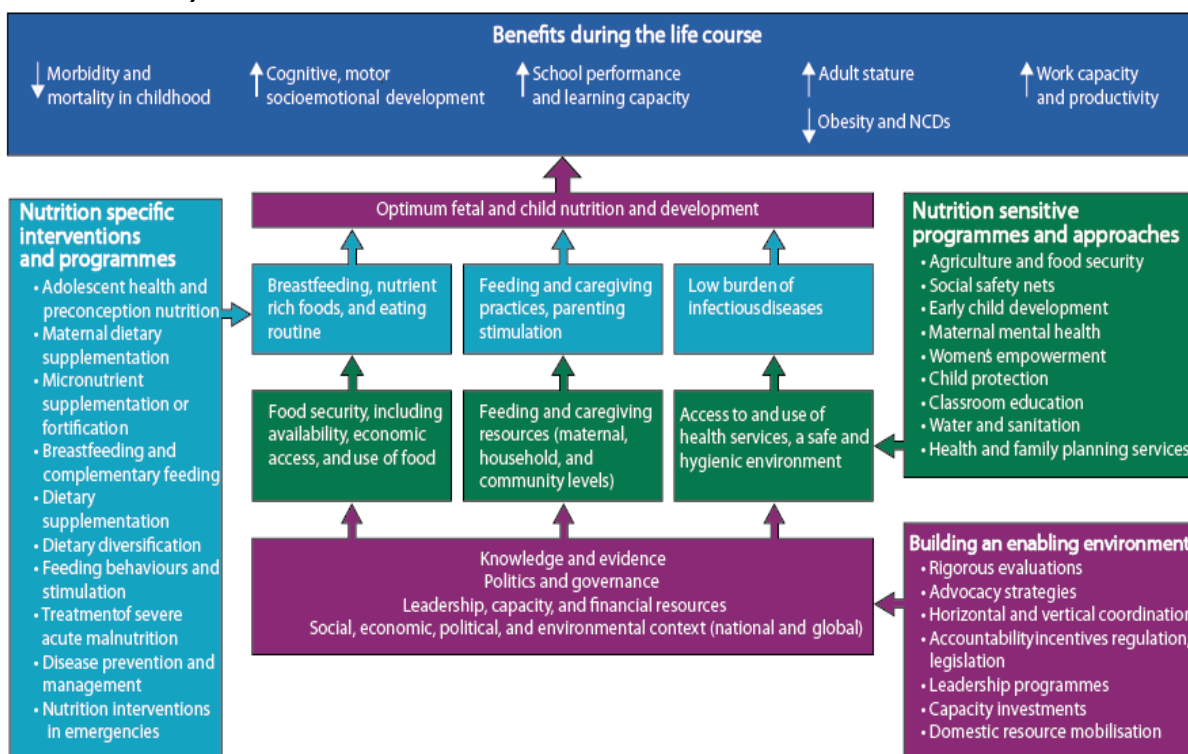 Benefits during the life course
Morbidity and
mortality in childhood
Cognitive, motor
socioemotional development
School performance
and learning capacity
Adult stature
Obesity and NCDs
Work capacity
and productivity
Nutrition specific
interventions
and programmes
• Adolescent health and
preconception nutrition
• Maternal dietary
supplementation
• Micronutrient
supplementation or
fortification
• Breastfeeding and
complementary feeding
• Dietary
supplementation
• Dietary diversification
• Feeding behaviours and
stimulation
• Treatmentof severe
acute malnutrition
• Disease prevention and
management
• Nutrition interventions
in emergencies
Optimum fetal and child nutrition and development
Breastfeeding, nutrient
rich foods, and eating
routine
Feeding and caregiving
practices, parenting
stimulation
Low burden of
infectious diseases
Food security, including
availability, economic
access, and use of food
Feeding and caregiving
resources (maternal,
household, and
community levels)
Access to and use of
health services, a safe and
hygienic environment
Knowledge and evidence
Politics and governance
Leadership, capacity, and financial resources
Social, economic, political, and environmental context (national and global)
Nutrition sensitive
programmes and approaches
• Agriculture and food security
• Social safety nets
• Early child development
• Maternal mental health
• Women's empowerment
• Child protection
• Classroom education
• Water and sanitation
• Health and family planning services
Building an enabling environment
• Rigorous evaluations
• Advocacy strategies
• Horizontal and vertical coordination
• Accountability incentives regulation,
legislation
• Leadership programmes
• Capacity investments
• Domestic resource mobilisation